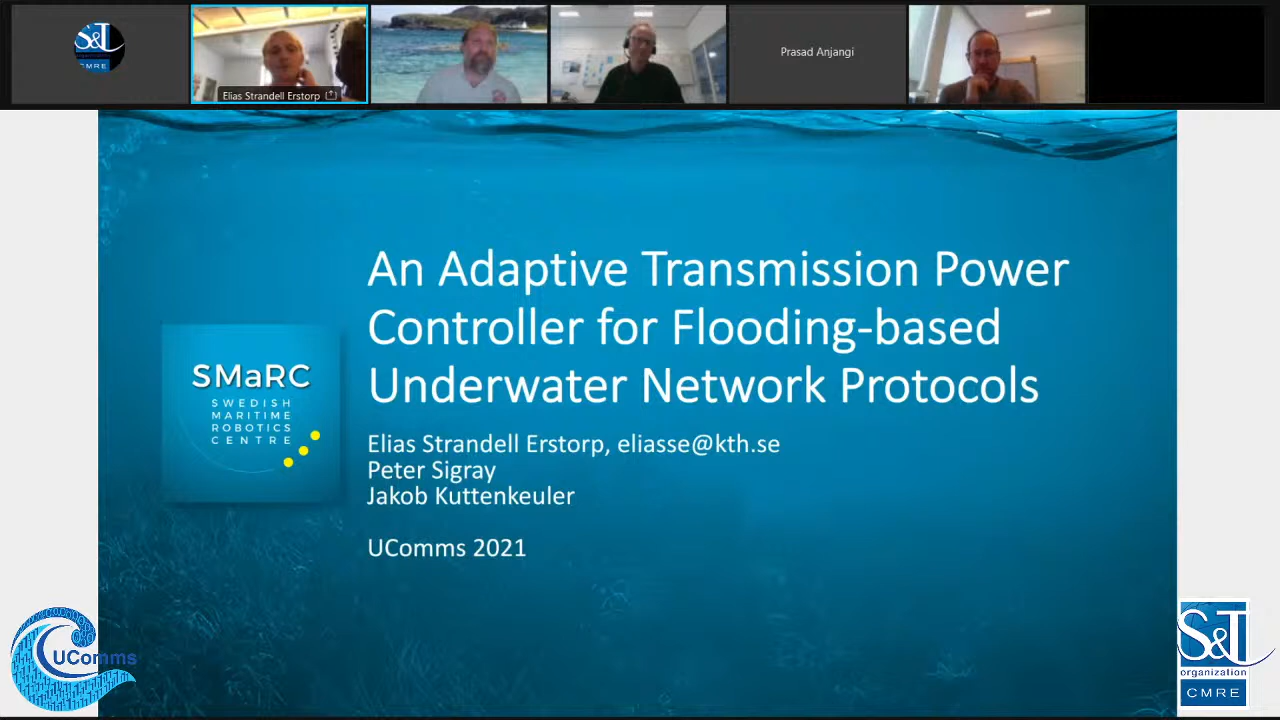 S&T
CMRE
Elias Strandell Erstorp
Prasad Anjangi
An Adaptive Transmission Power
Controller for Flooding-based
Underwater Network Protocols
SMaRC
SWEDISH
MARITIME
ROBOTICS
CENTRE
Elias Strandell Erstorp, eliasse@kth.se
Peter Sigray
Jakob Kuttenkeuler
UComms 2021
UComms
S&T
organization
CMRE